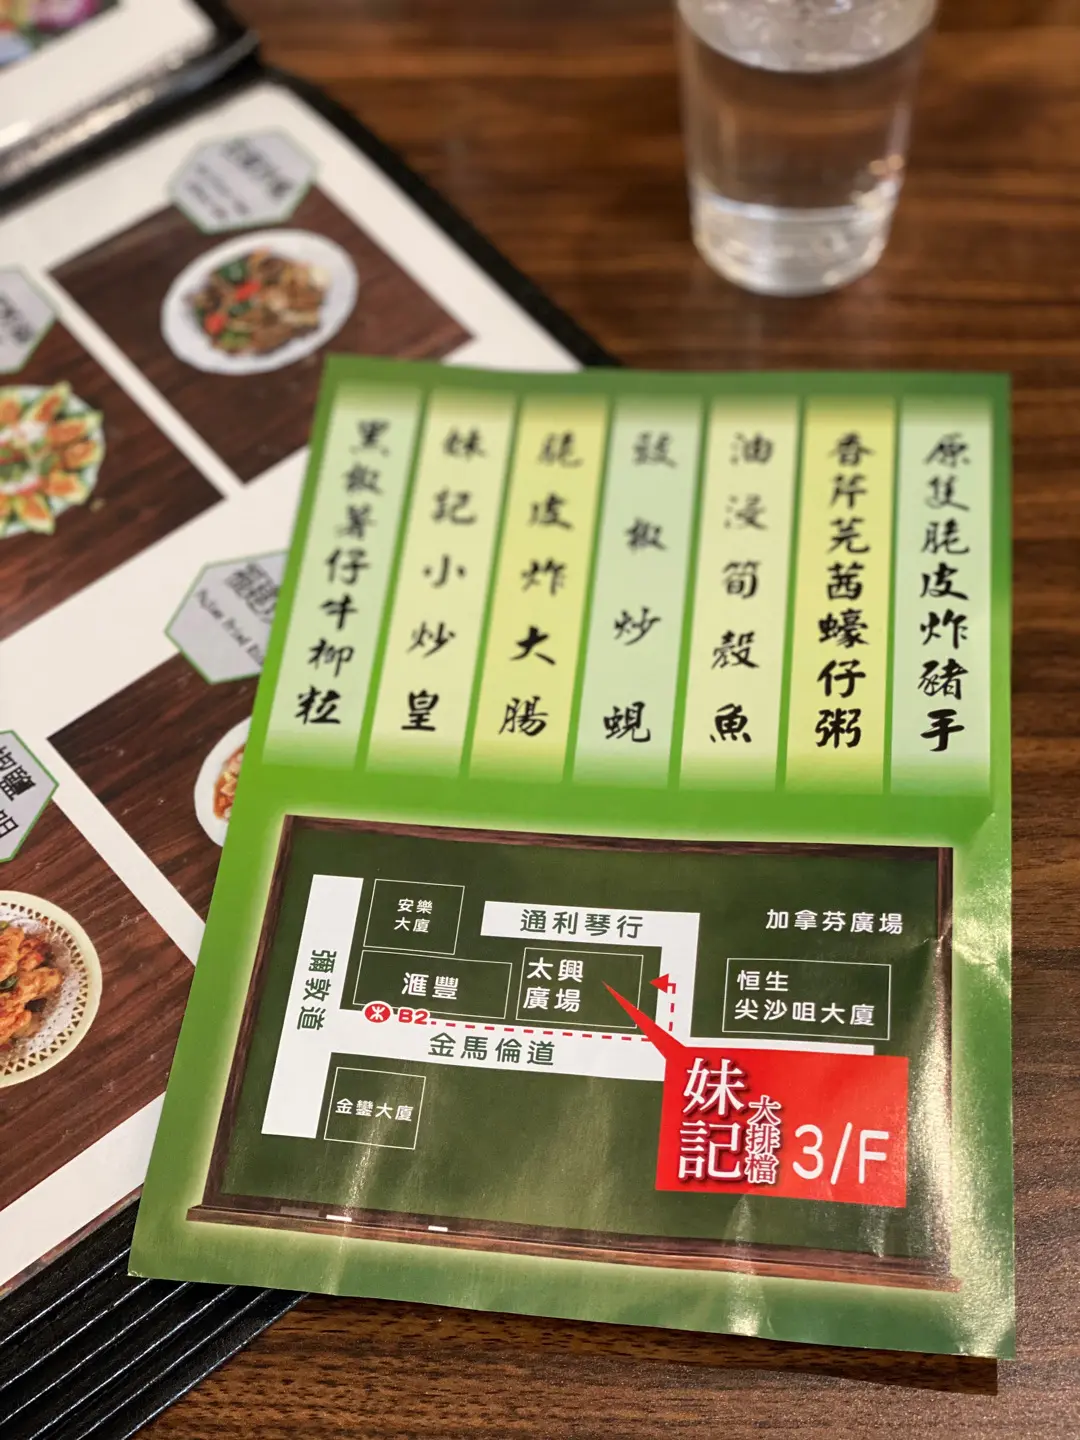 原隻脆皮炸豬手
香芹芫茜蠔仔粥
油浸筍殼魚
豉椒炒蜆
脆皮炸大腸
妹記小炒皇
黑椒薯仔牛柳粒
安樂
大廈
通利琴行
加拿芬廣場
彌敦道
滙豐
太興
廣場
恒生
尖沙咀大廈
B2
金馬倫道
金鑾大廈
妹記
大排檔
3/F